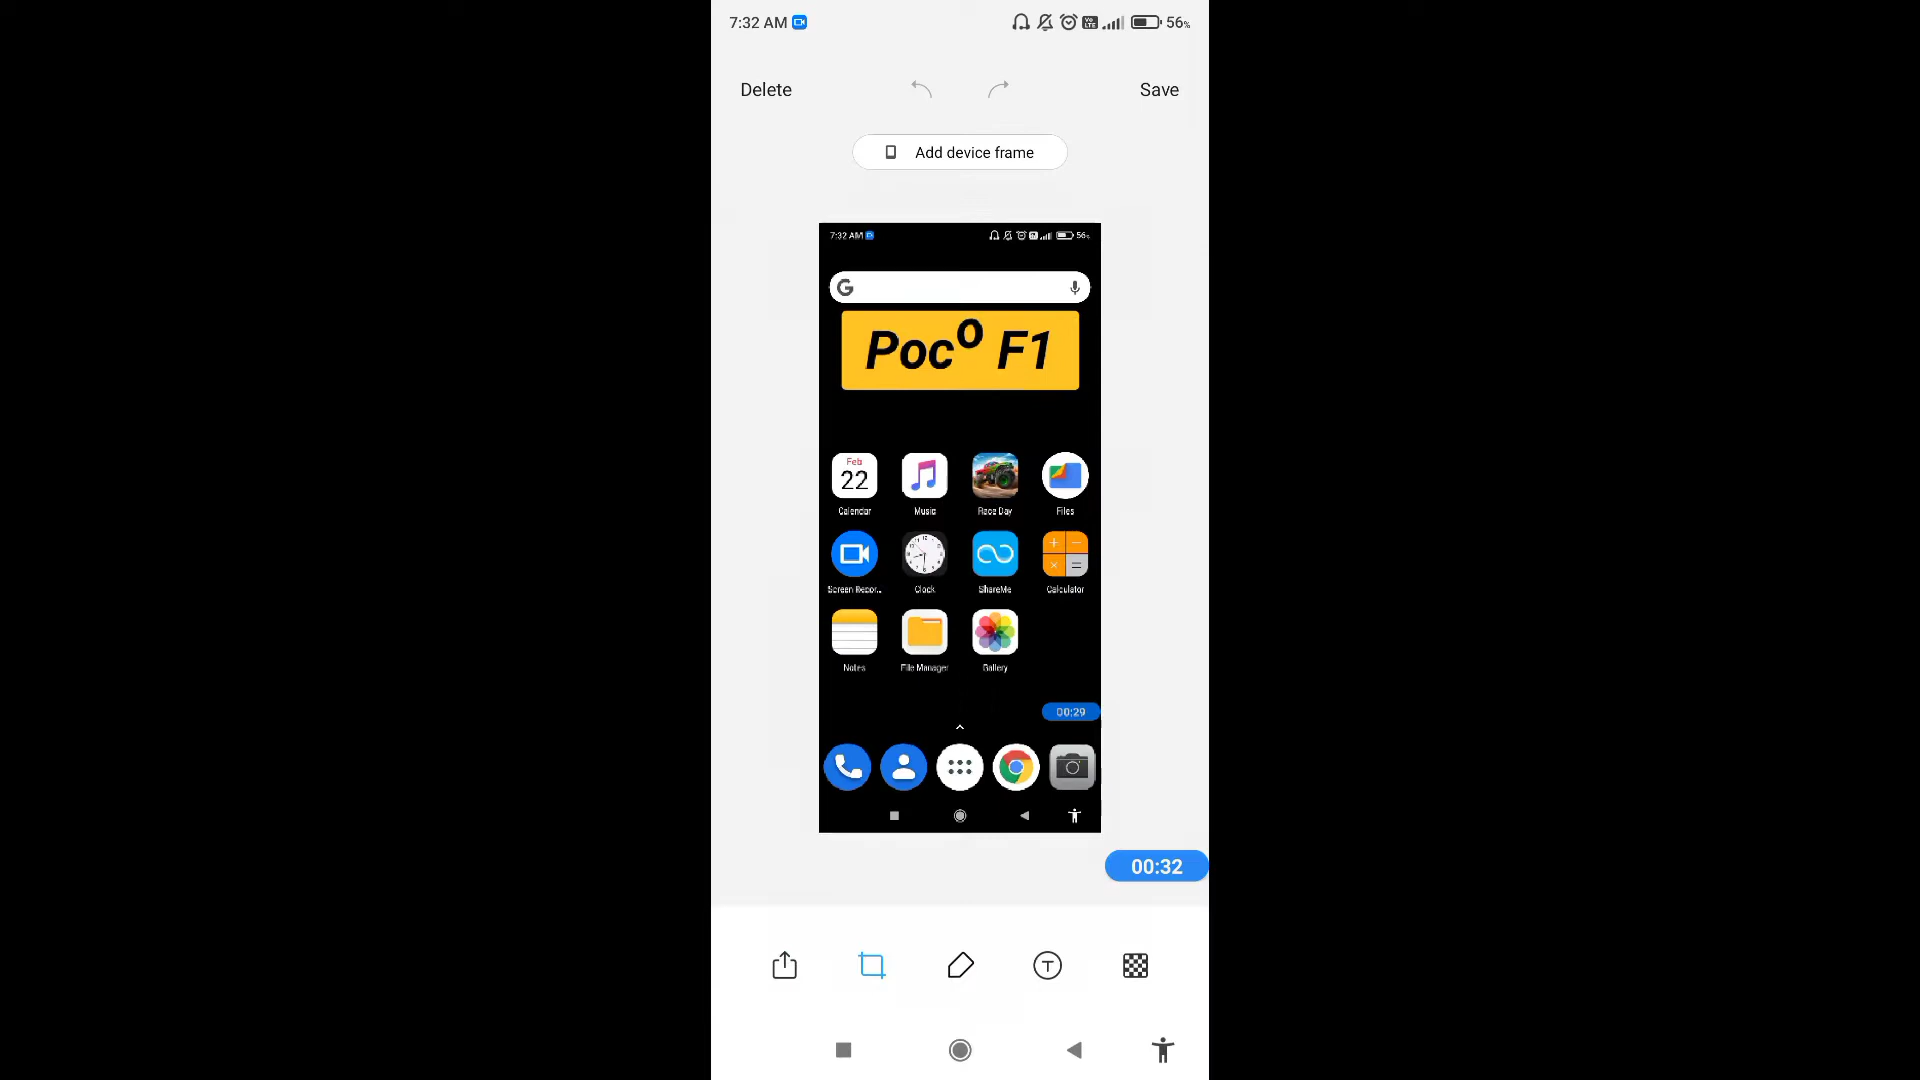 7:32 AM 56%
Delete Save
Add device frame
7:32 AM 56%
G
Poco F1
Feb
22
Calendar Music Race Day Files
Screen Recor... Clock ShareMe Calculator
Notes File Manager Gallery
00:29
00:32
T